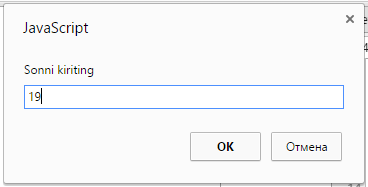 JavaScript
Sonni kiriting
19
OK
Отмена